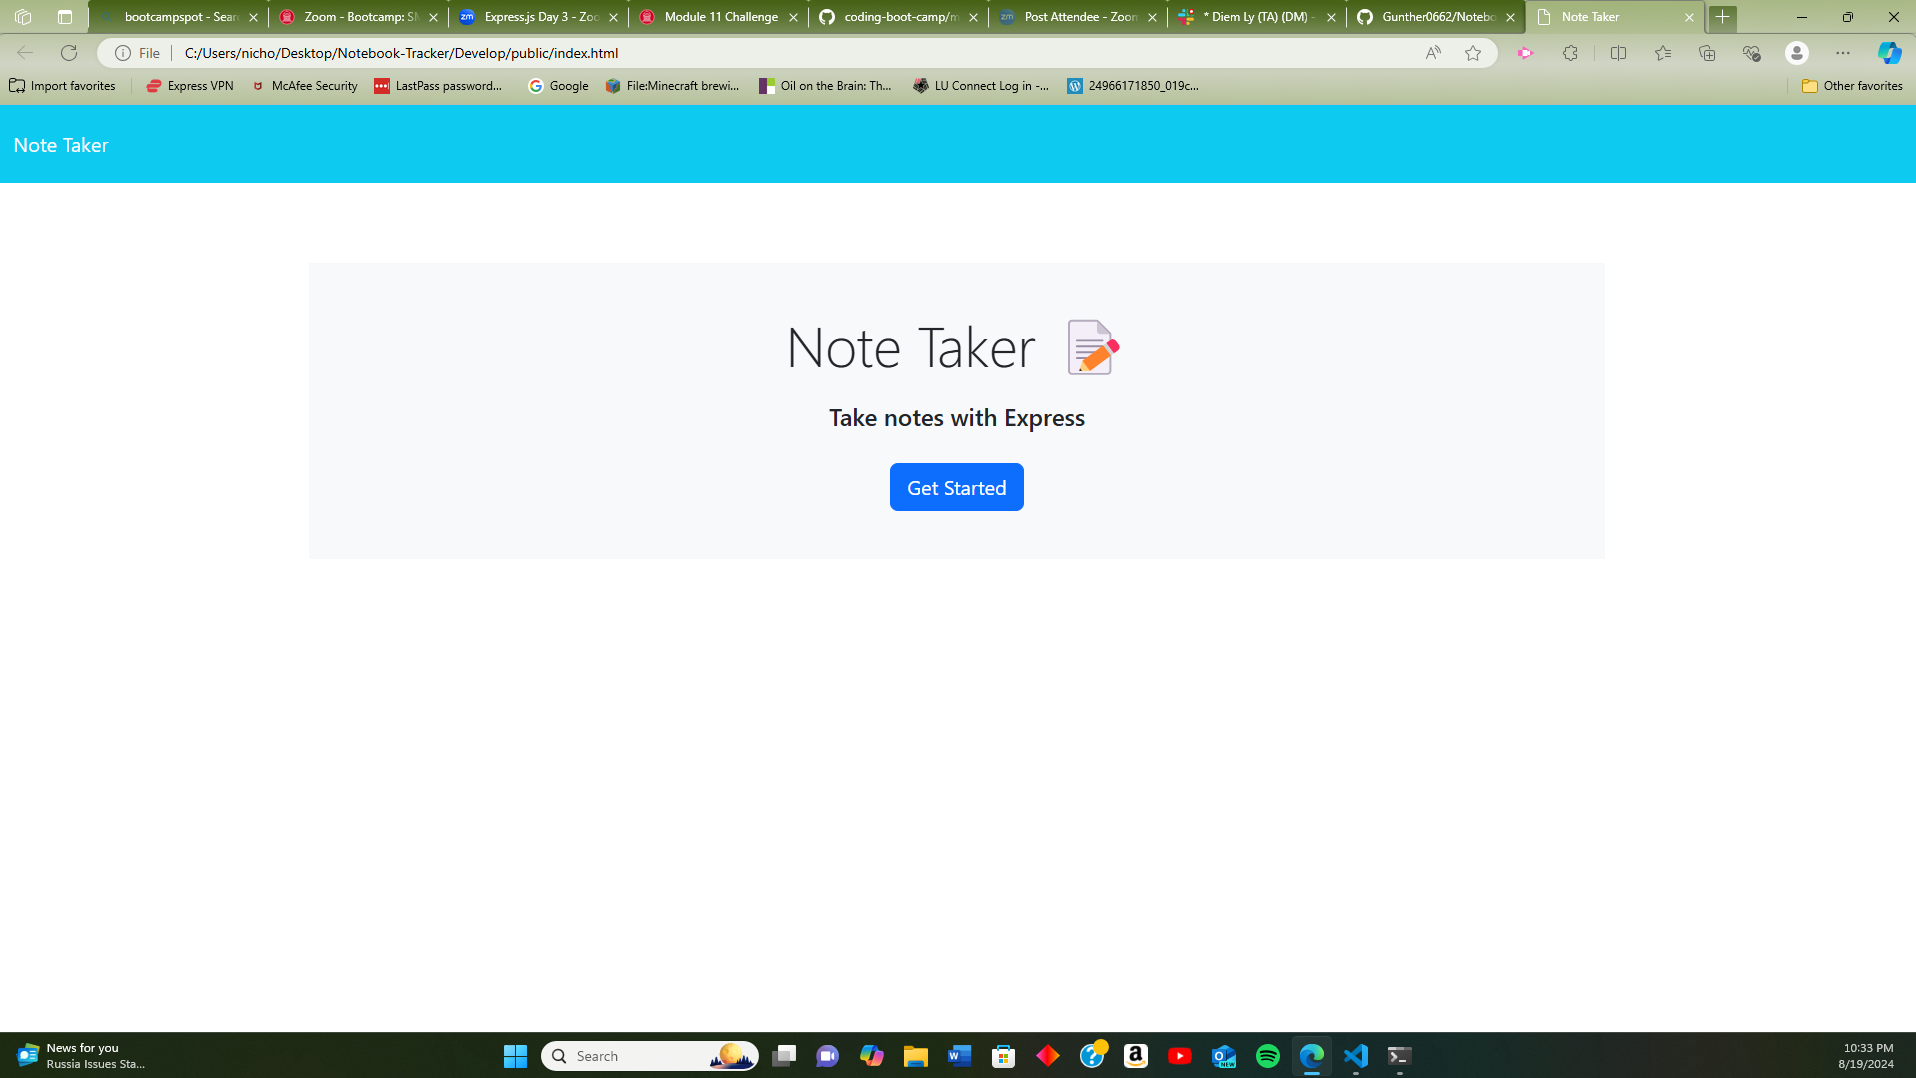 bootcampspot - Sear
Zoom - Bootcamp: S
Express.js Day 3 - Zoo
Module 11 Challenge
coding-boot-camp/m
Post Attendee - Zoom
* Diem Ly (TA) (DM) -
Gunther0662/Notebo
Note Taker
File
C:/Users/nicho/Desktop/Notebook-Tracker/Develop/public/index.html
Import favorites
Express VPN
McAfee Security
LastPass password...
Google
File:Minecraft brewi...
Oil on the Brain: Th...
LU Connect Log in -...
24966171850_019c...
Other favorites
Note Taker
Note Taker
Take notes with Express
Get Started
News for you
Russia Issues Sta...
Search
10:33 PM
8/19/2024